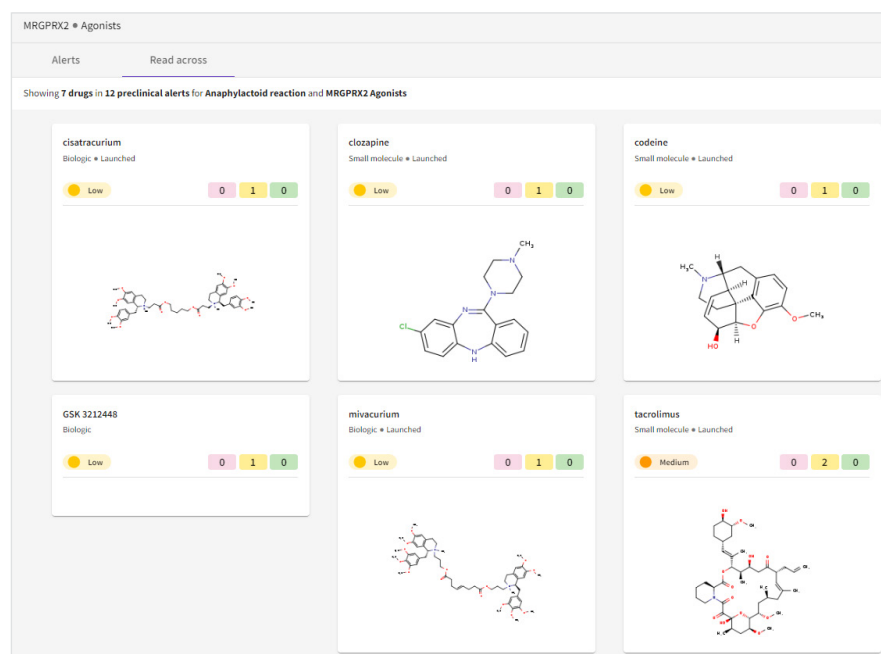 MRGPRX2 • Agonists
Alerts Read across
Showing 7 drugs in 12 preclinical alerts for Anaphylactoid reaction and MRGPRX2 Agonists
cisatracurium clozapine codeine
Biologic • Launched Small molecule • Launched Small molecule • Launched
Low 0 1 0 Low 0 1 0 Low 0 1 0
CH3
N
N
N
Cl
N
H
H3C
N
H
H
O
O
CH3
HO
H
GSK 3212448 mivacurium tacrolimus
Biologic Biologic • Launched Small molecule • Launched
Low 0 1 0 Low 0 1 0 Medium 0 2 0